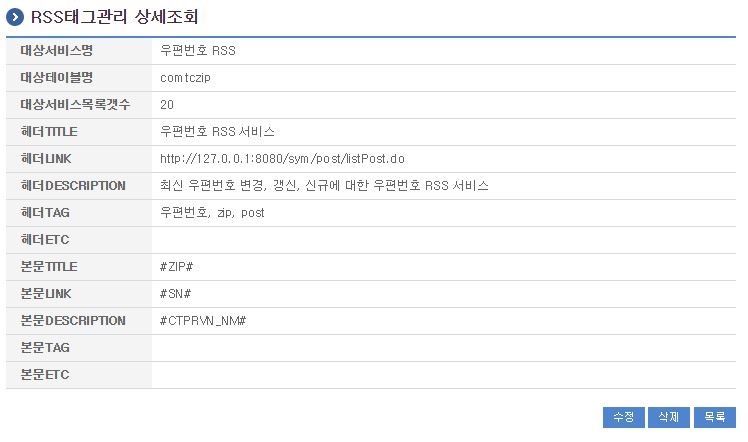 RSS태그관리 상세조회
대상서비스명 우편번호 RSS
대상테이블명 comtczip
대상서비스목록갯수 20
헤더TITLE 우편번호 RSS 서비스
헤더LINK http://127.0.0.1:8080/sym/post/listPost.do
헤더DESCRIPTION 최신 우편번호 변경, 갱신, 신규에 대한 우편번호 RSS 서비스
헤더TAG 우편번호, zip, post
헤더ETC
본문TITLE #ZIP#
본문LINK #SN#
본문DESCRIPTION #CTPRVN_NM#
본문TAG
본문ETC
수정 삭제 목록